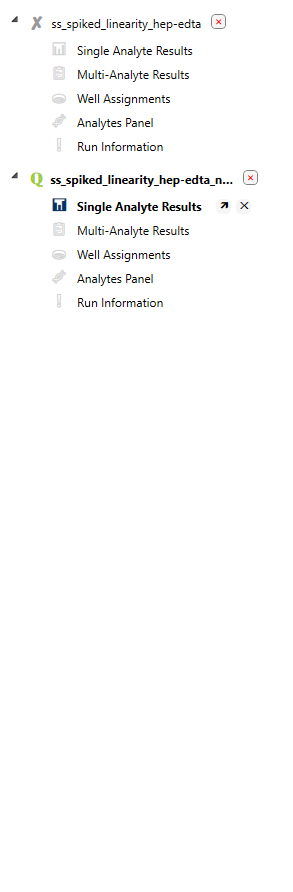 ss_spiked_linearity_hep-edta
Single Analyte Results
Multi-Analyte Results
Well Assignments
Analytes Panel
Run Information
ss_spiked_linearity_hep-edta_n...
Single Analyte Results
Multi-Analyte Results
Well Assignments
Analytes Panel
Run Information